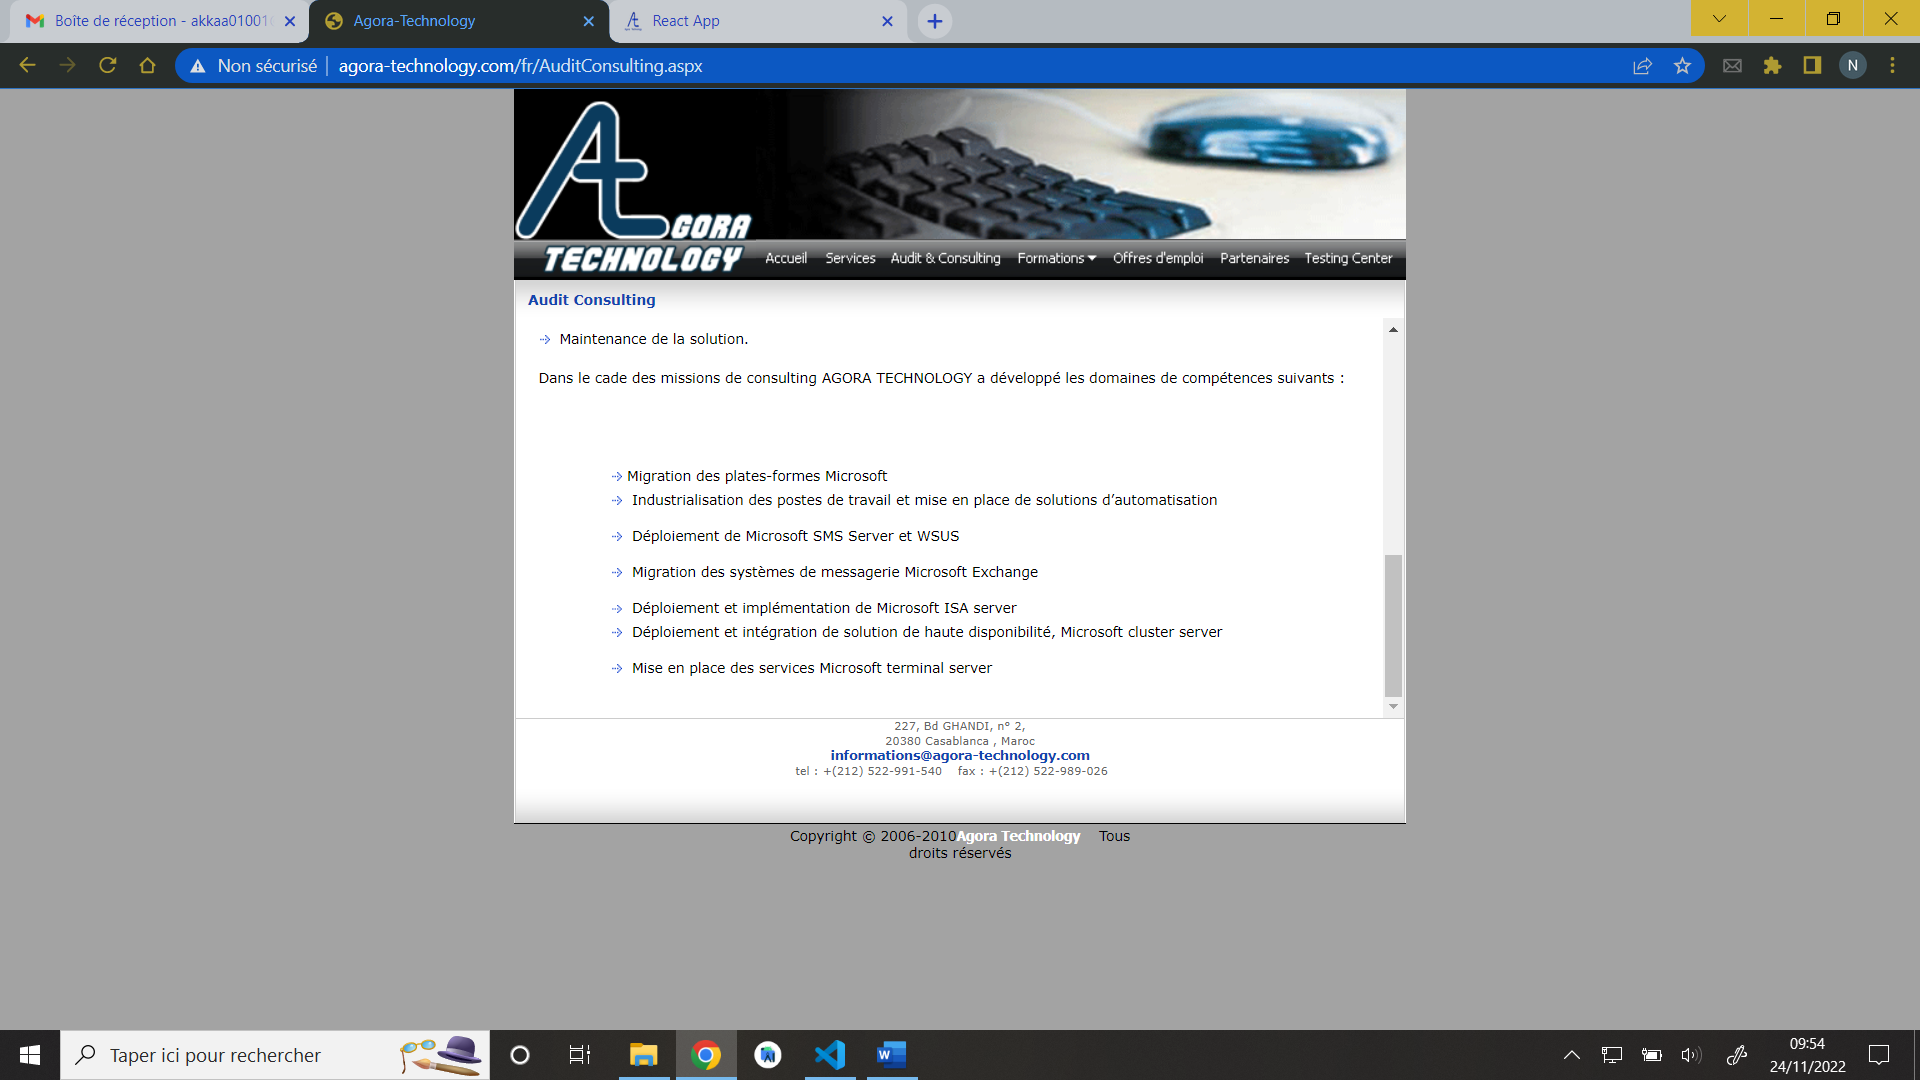 Boîte de réception - akkaa01001
Agora-Technology
React App
Non sécurisé
agora-technology.com/fr/AuditConsulting.aspx
N
AtGORA
TECHNOLOGY
Accueil Services Audit & Consulting Formations Offres d'emploi Partenaires Testing Center
Audit Consulting
Maintenance de la solution.
Dans le cade des missions de consulting AGORA TECHNOLOGY a développé les domaines de compétences suivants :
Migration des plates-formes Microsoft
Industrialisation des postes de travail et mise en place de solutions d’automatisation
Déploiement de Microsoft SMS Server et WSUS
Migration des systèmes de messagerie Microsoft Exchange
Déploiement et implémentation de Microsoft ISA server
Déploiement et intégration de solution de haute disponibilité, Microsoft cluster server
Mise en place des services Microsoft terminal server
227, Bd GHANDI, n° 2,
20380 Casablanca , Maroc
informations@agora-technology.com
tel : +(212) 522-991-540 fax : +(212) 522-989-026
Copyright © 2006-2010Agora Technology Tous
droits réservés
Taper ici pour rechercher
09:54
24/11/2022